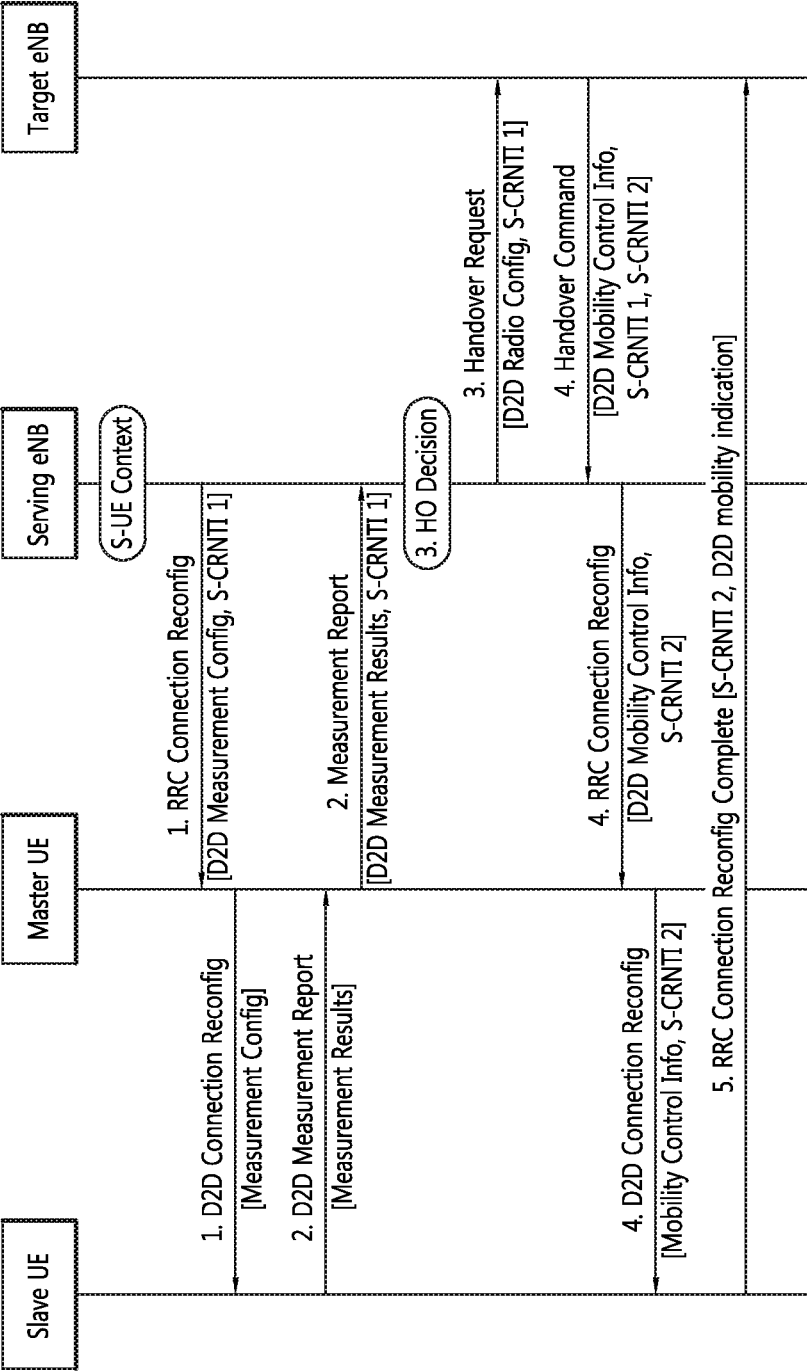 Slave UE
Master UE
Serving eNB
Target eNB
S-UE Context
1. RRC Connection Reconfig
[D2D Measurement Config, S-CRNTI 1]
1. D2D Connection Reconfig
[Measurement Config]
2. D2D Measurement Report
[Measurement Results]
2. Measurement Report
[D2D Measurement Results, S-CRNTI 1]
3. HO Decision
3. Handover Request
[D2D Radio Config, S-CRNTI 1]
4. Handover Command
[D2D Mobility Control Info,
S-CRNTI 1, S-CRNTI 2]
4. RRC Connection Reconfig
[D2D Mobility Control Info,
S-CRNTI 2]
4. D2D Connection Reconfig
[Mobility Control Info, S-CRNTI 2]
5. RRC Connection Reconfig Complete [S-CRNTI 2, D2D mobility indication]